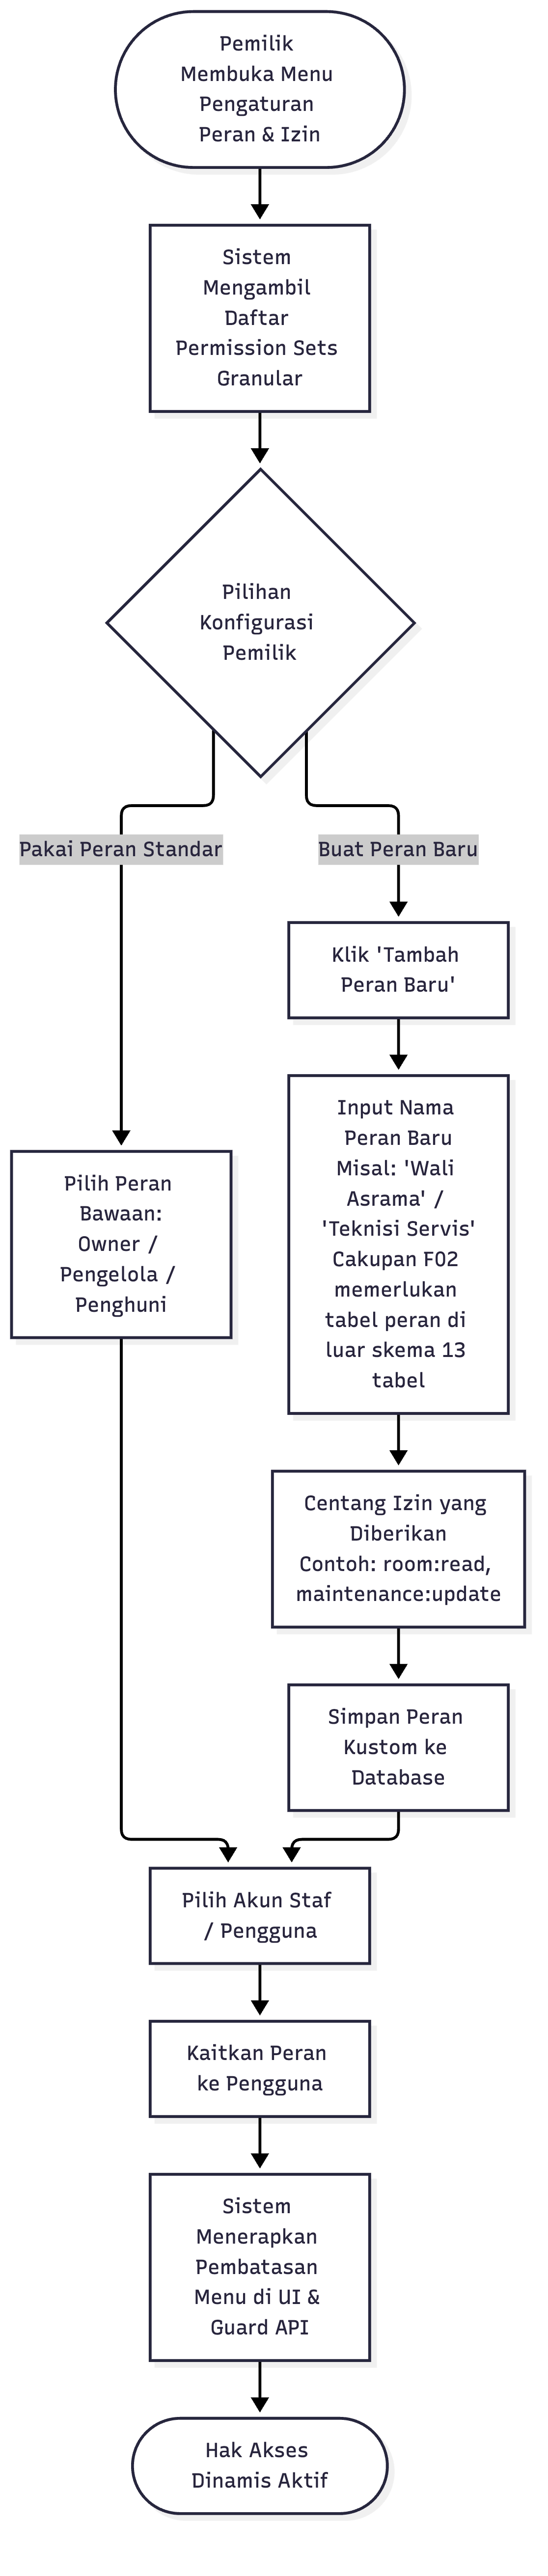 Pemilik
Membuka Menu
Pengaturan
Peran & Izin
Sistem
Mengambil
Daftar
Permission Sets
Granular
Pilihan
Konfigurasi
Pemilik
Pakai Peran Standar
Buat Peran Baru
Klik 'Tambah
Peran Baru'
Input Nama
Peran Baru
Misal: 'Wali
Asrama' /
'Teknisi Servis'
Cakupan F02
memerlukan
tabel peran di
luar skema 13
tabel
Pilih Peran
Bawaan:
Owner /
Pengelola /
Penghuni
Centang Izin yang
Diberikan
Contoh: room:read,
maintenance:update
Simpan Peran
Kustom ke
Database
Pilih Akun Staf
/ Pengguna
Kaitkan Peran
ke Pengguna
Sistem
Menerapkan
Pembatasan
Menu di UI &
Guard API
Hak Akses
Dinamis Aktif